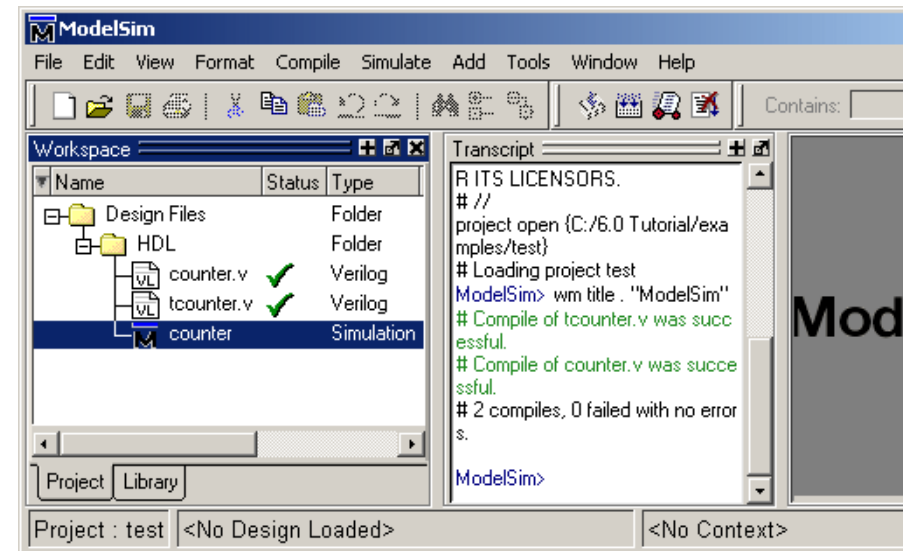 ModelSim
File Edit View Format Compile Simulate Add Tools Window Help
Contains:
Workspace
Name Status Type
Design Files Folder
HDL Folder
VL counter.v Verilog
VL tcounter.v Verilog
M counter Simulation
Project Library
Transcript
R ITS LICENSORS.
# //
project open {C:/6.0 Tutorial/exa
mples/test}
# Loading project test
ModelSim> wm title . "ModelSim"
# Compile of tcounter.v was succ
essful.
# Compile of counter.v was succe
ssful.
# 2 compiles, 0 failed with no error
s.
ModelSim>
Mod
Project : test <No Design Loaded> <No Context>